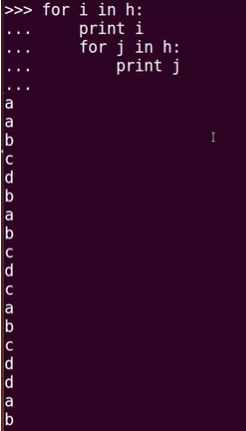 >>> for i in h:
...     print i
...     for j in h:
...         print j
...
a
a
b
c
d
b
a
b
c
d
c
a
b
c
d
d
a
b